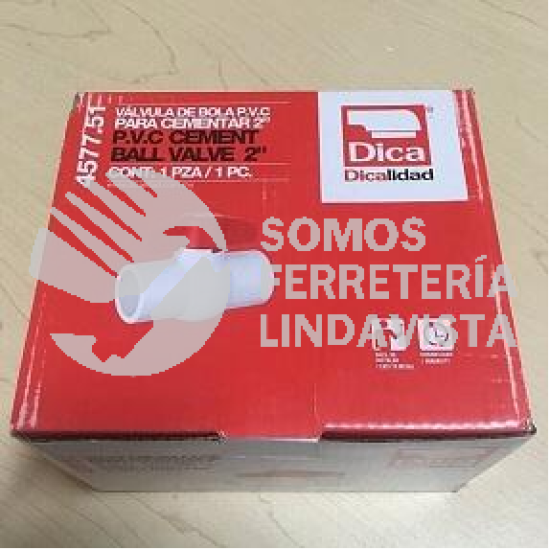 4577.51
VÁLVULA DE BOLA P.V.C
PARA CEMENTAR 2"
P.V.C CEMENT
BALL VALVE 2"
CONT: 1 PZA / 1 PC.
Dica
Dicalidad
SOMOS
FERRETERÍA
LINDAVISTA